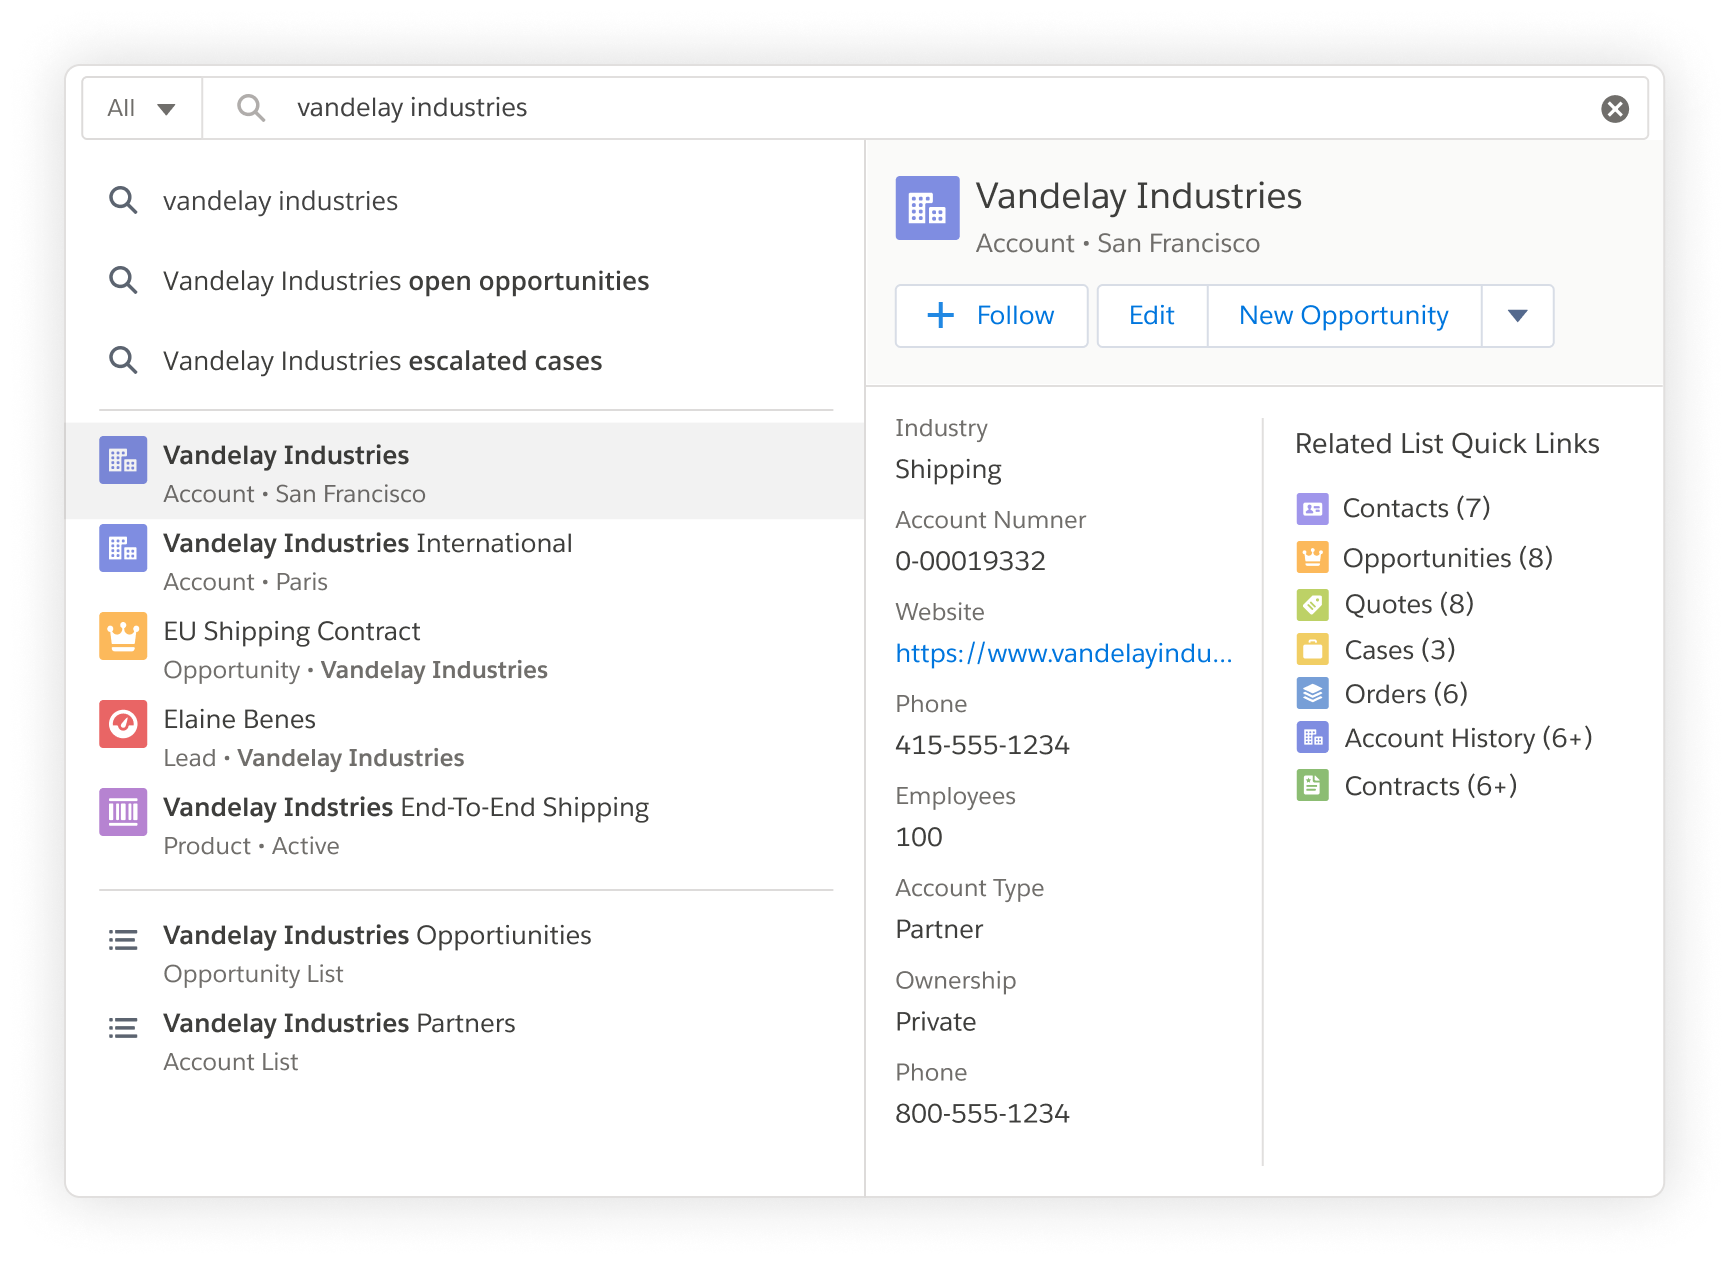 All
vandelay industries
vandelay industries
Vandelay Industries open opportunities
Vandelay Industries escalated cases
Vandelay Industries
Account • San Francisco
Vandelay Industries International
Account • Paris
EU Shipping Contract
Opportunity • Vandelay Industries
Elaine Benes
Lead • Vandelay Industries
Vandelay Indstries End-To-End Shipping
Product • Active
Vandelay Industries Opportiunities
Opportunity List
Vandelay Industries Partners
Account List
Vandelay Industries
Account • San Francisco
Follow
Edit
New Opportunity
Industry
Shipping
Account Numner
0-00019332
Website
https://www.vandelayindu...
Phone
415-555-1234
Employees
100
Account Type
Partner
Ownership
Private
Phone
800-555-1234
Related List Quick Links
Contacts (7)
Opportunities (8)
Quotes (8)
Cases (3)
Orders (6)
Account History (6+)
Contracts (6+)